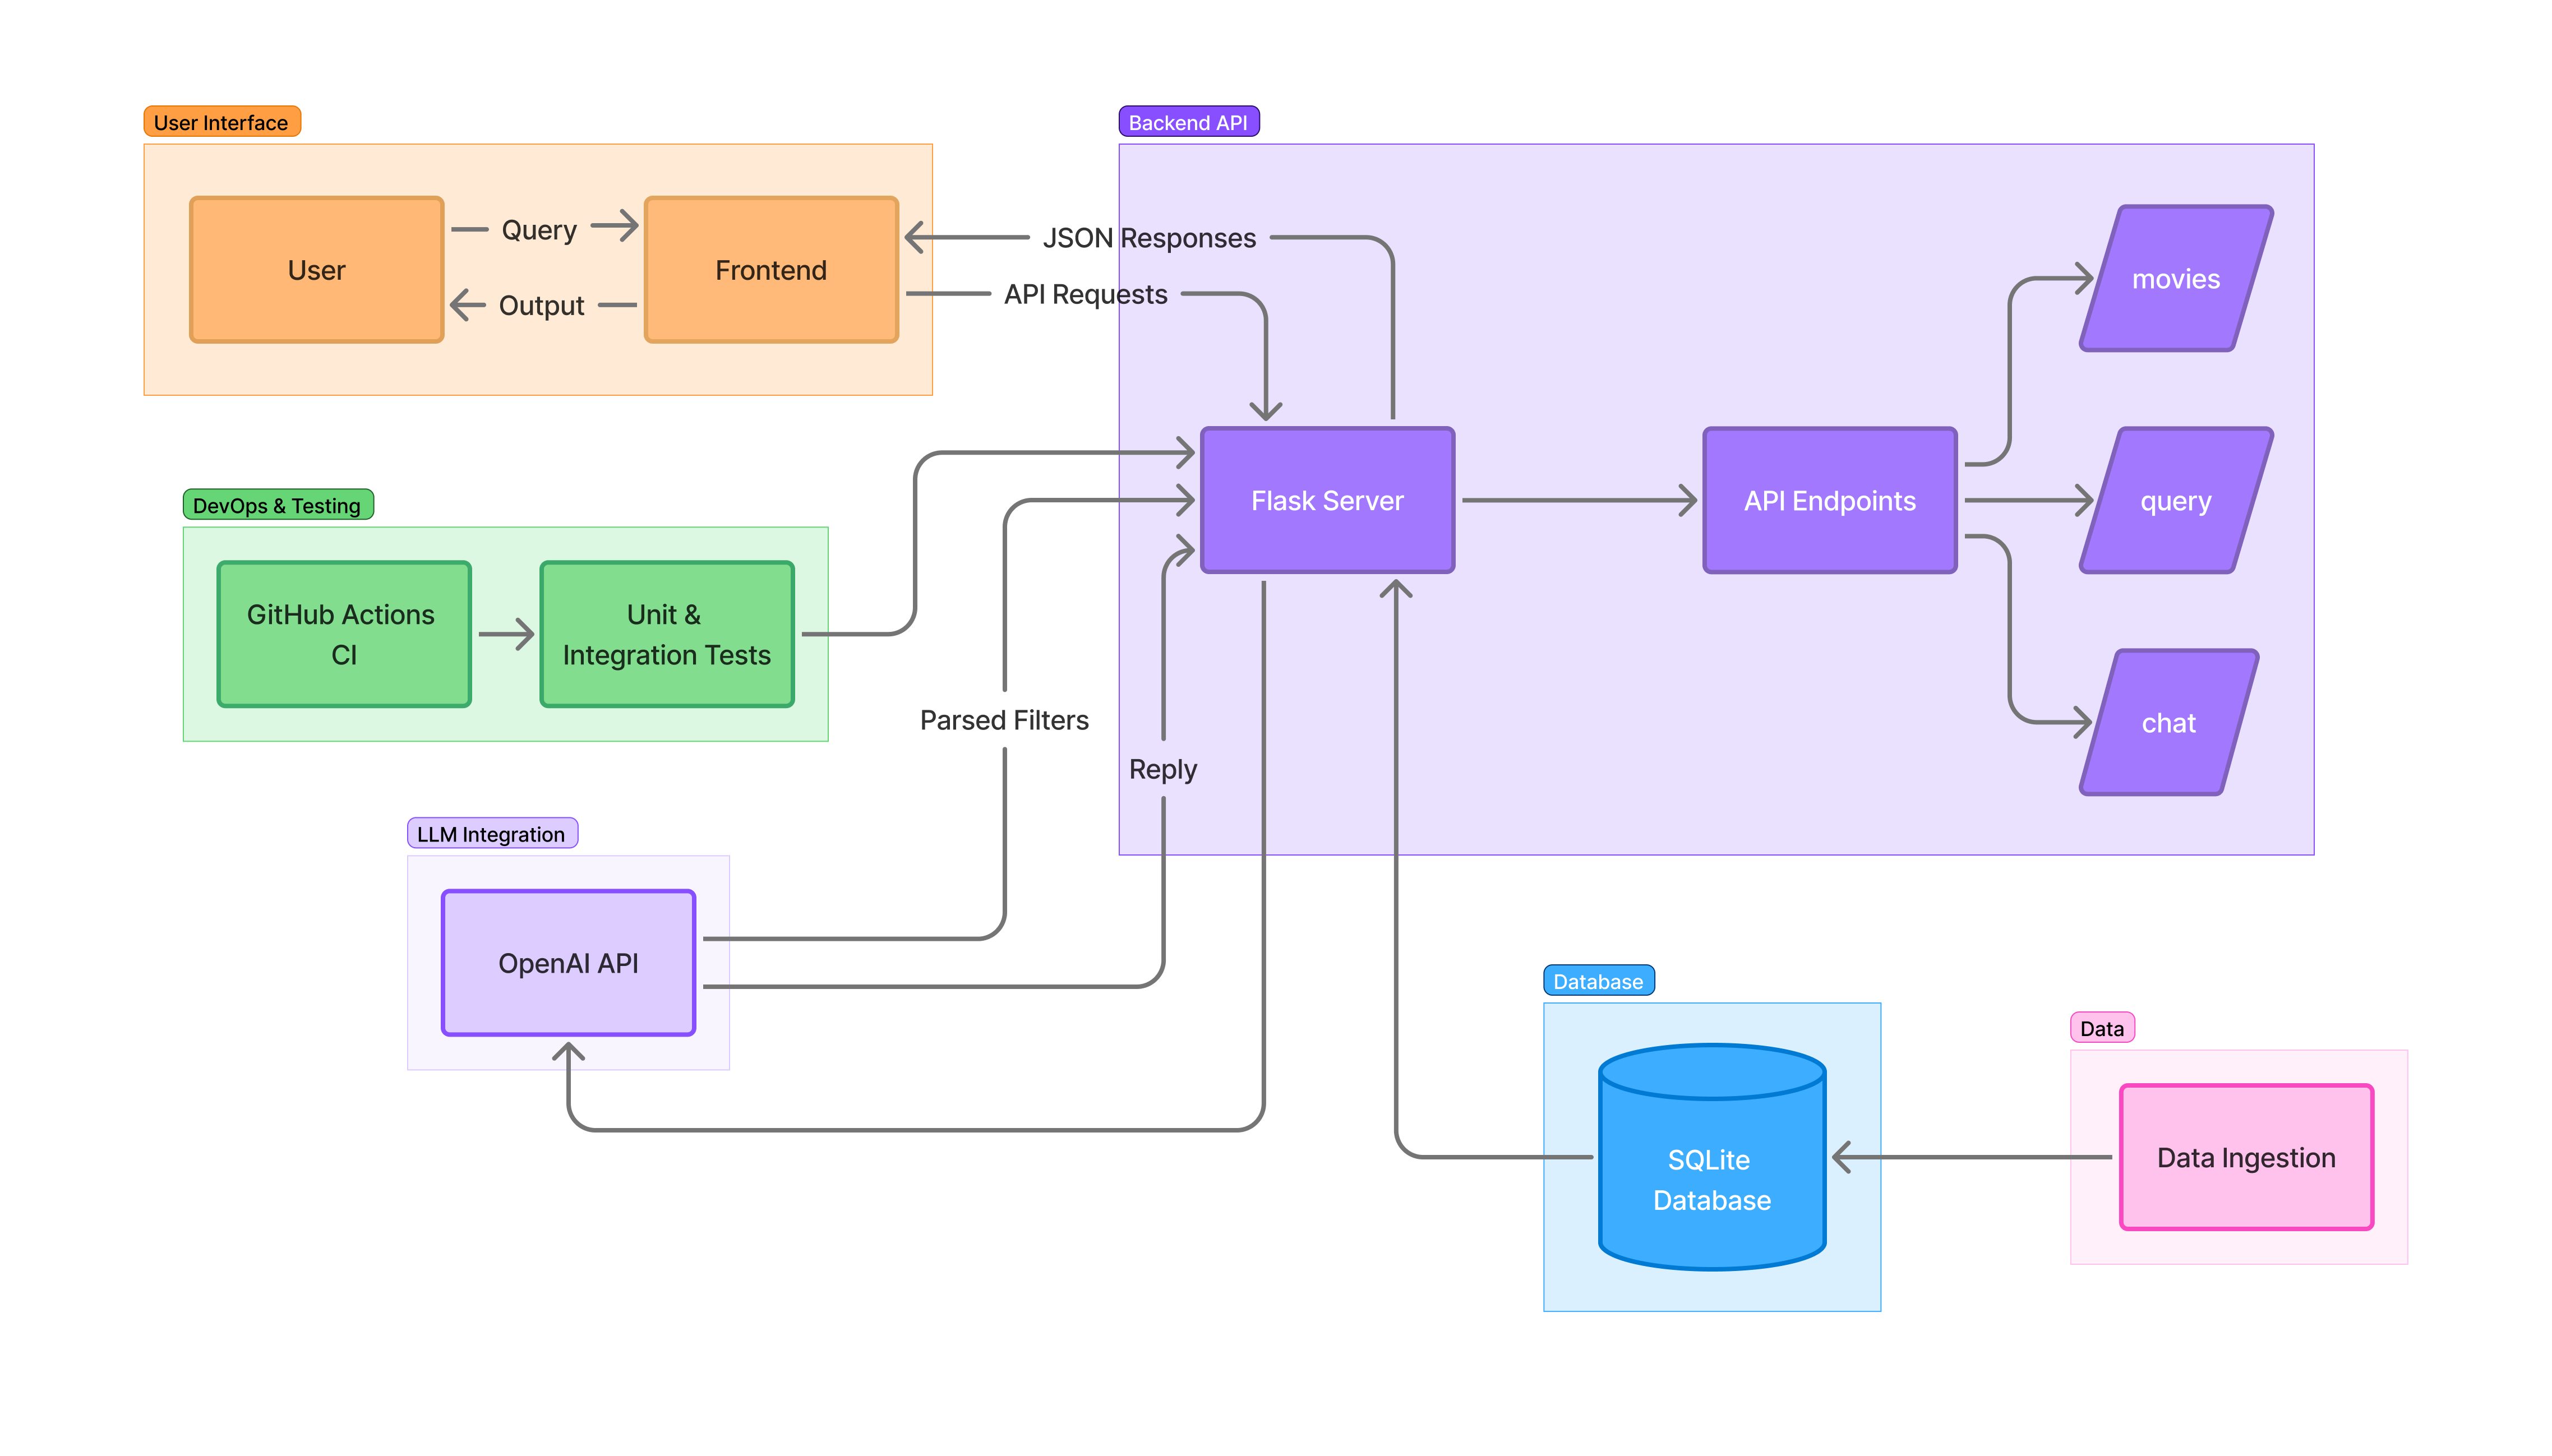 User Interface
User
Query
Output
Frontend
JSON Responses
API Requests
Backend API
Flask Server
API Endpoints
movies
query
chat
DevOps & Testing
GitHub Actions
CI
Unit &
Integration Tests
Parsed Filters
Reply
LLM Integration
OpenAI API
Database
SQLite
Database
Data
Data Ingestion